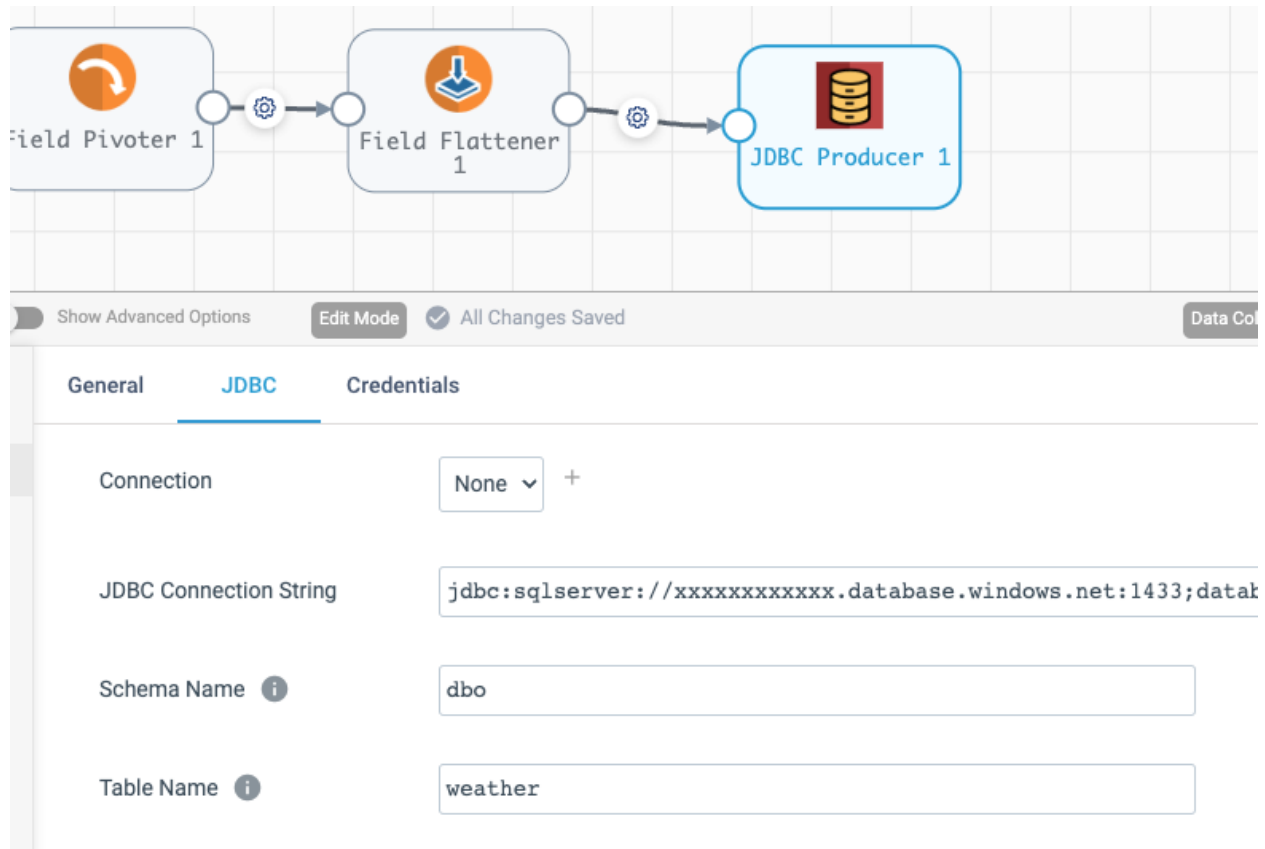 Field Pivoter 1
Field Flattener
1
JDBC Producer 1
Show Advanced Options
Edit Mode
All Changes Saved
Data Col
General
JDBC
Credentials
Connection
None
+
JDBC Connection String
jdbc:sqlserver://xxxxxxxxxxxx.database.windows.net:1433;datab
Schema Name
dbo
Table Name
weather